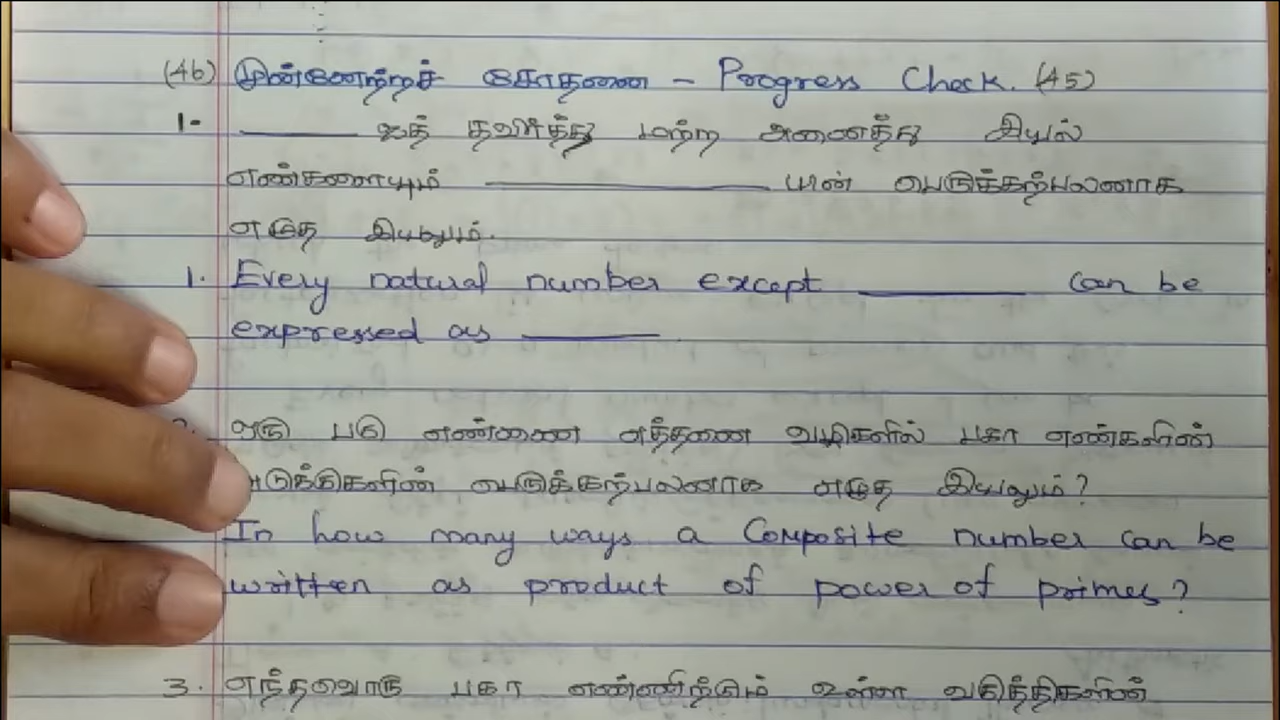 (46) முன்னேற்றச் சோதனை - Progress Check. (45)
1- ______ ஐத் தவிர்த்து மற்ற அனைத்து இயல்
எண்களையும் ______ யின் பெருக்கற்பலனாக
எழுத இயலும்.
1. Every natural number except ______ can be
expressed as ______
2. ஒரு பகு எண்ணை எத்தனை வழிகளில் பகா எண்களின்
அடுக்குகளின் பெருக்கற்பலனாக எழுத இயலும்?
In how many ways a Composite number can be
written as product of power of primes?
3. எந்தவொரு பகா எண்ணிற்கும் உள்ள வகுத்திகளின்